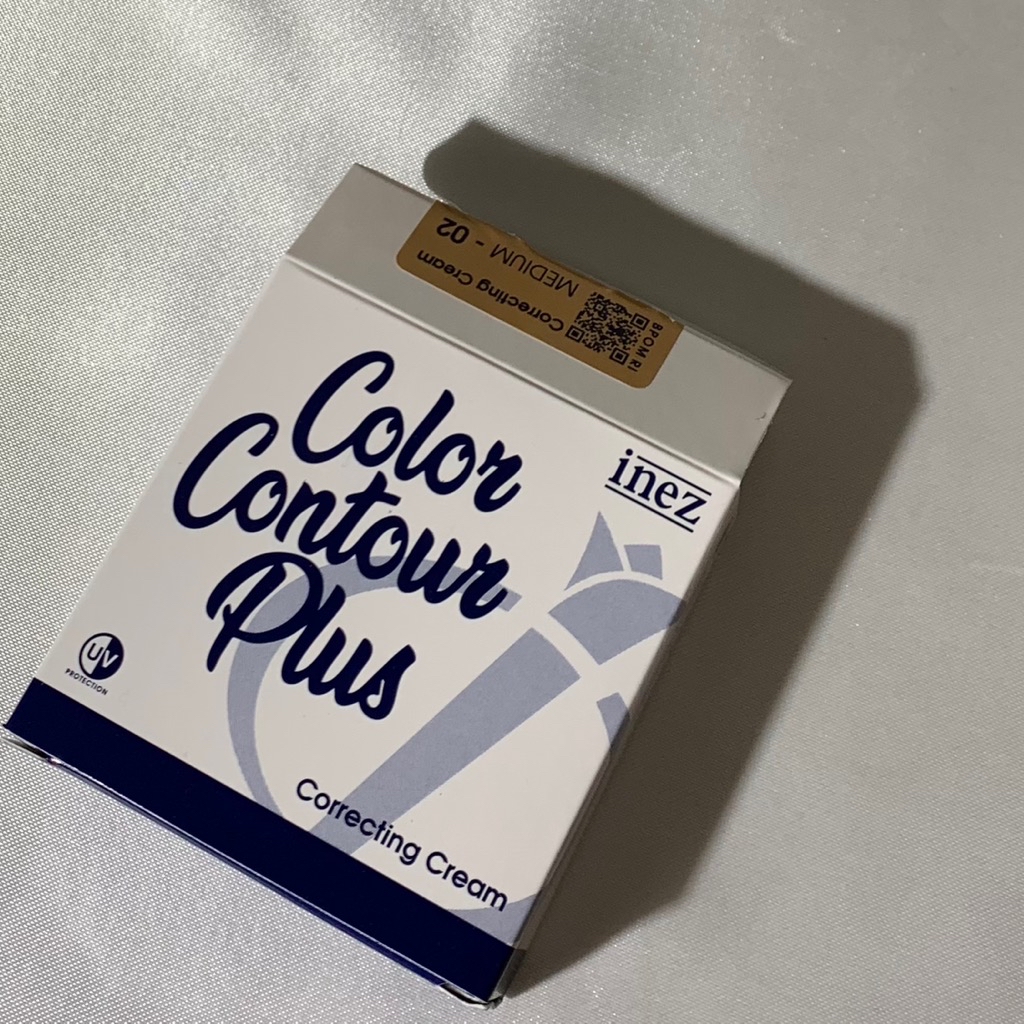 Correcting Cream
MEDIUM - 02
BPOM RI
inez
Color
Contour
Plus
UV
PROTECTION
Correcting Cream